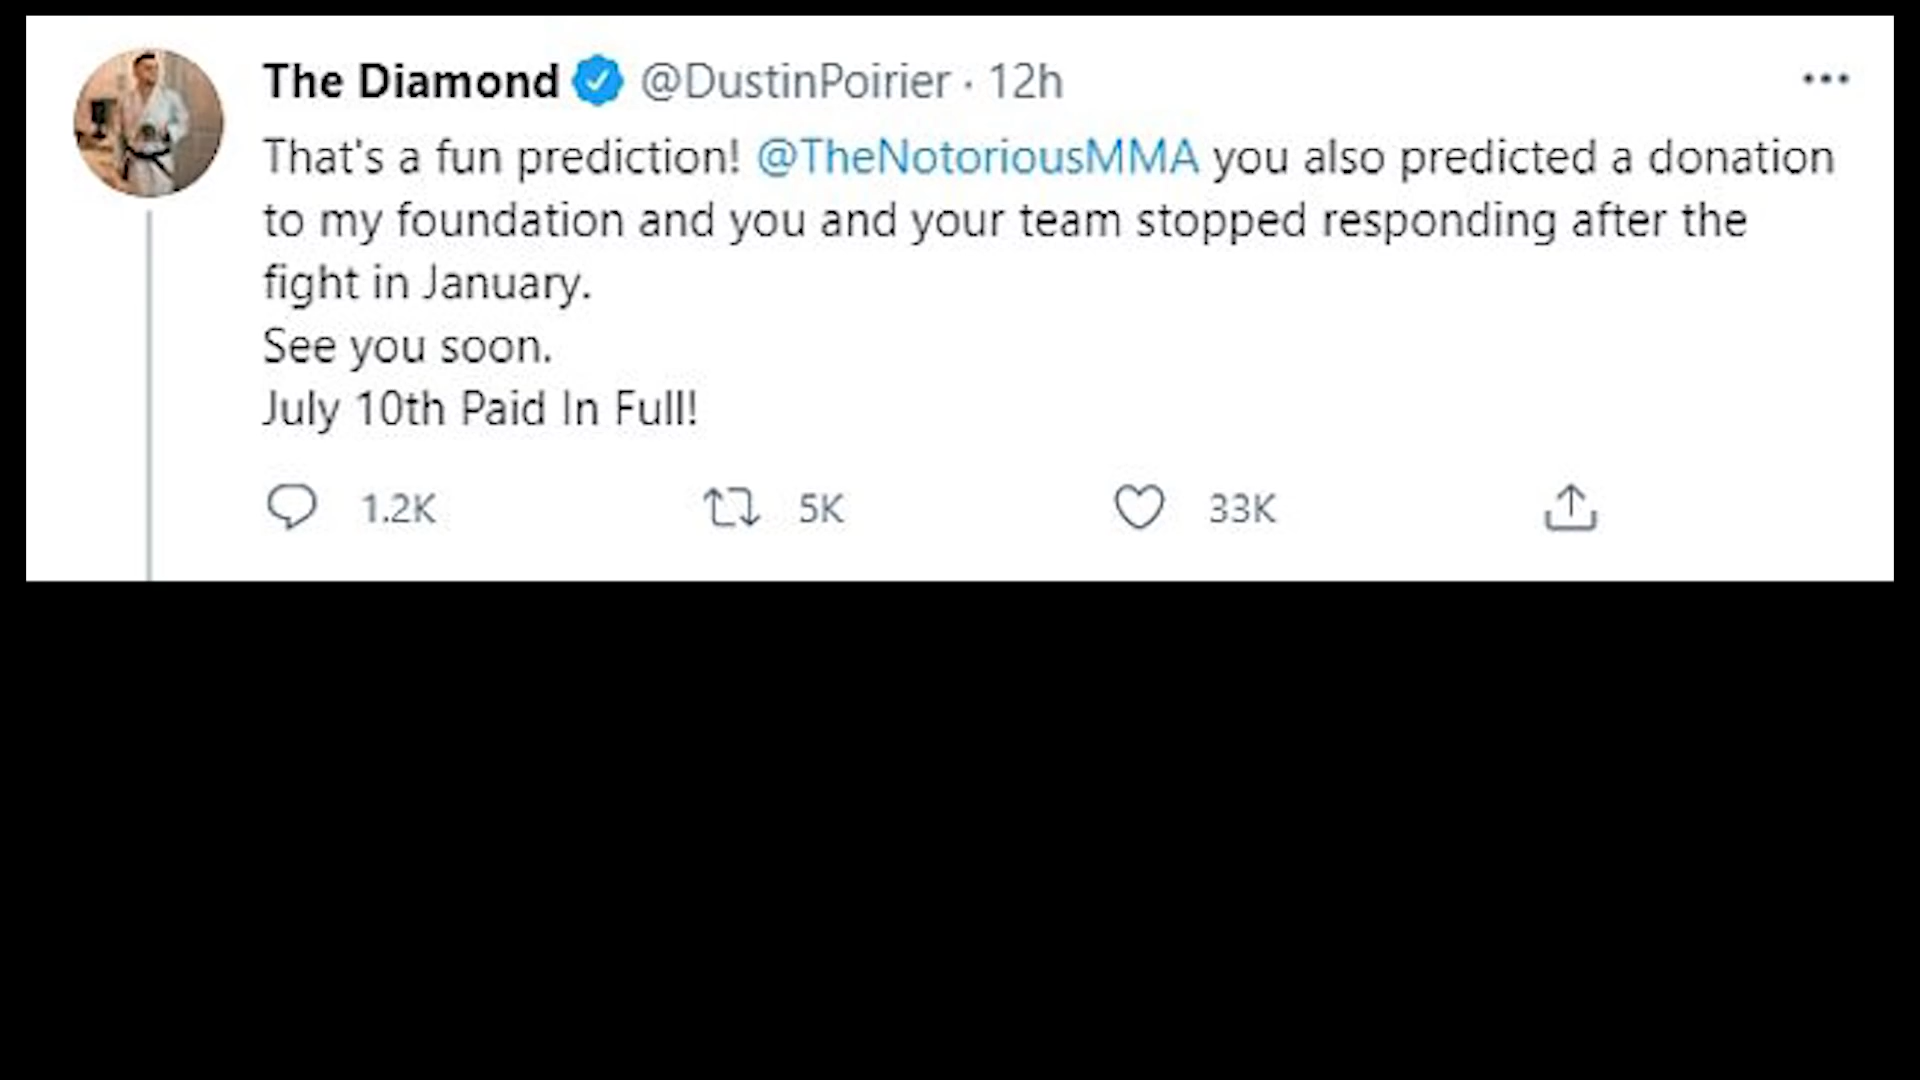 The Diamond @DustinPoirier · 12h
That's a fun prediction! @TheNotoriousMMA you also predicted a donation
to my foundation and you and your team stopped responding after the
fight in January.
See you soon.
July 10th Paid In Full!
1.2K 5K 33K